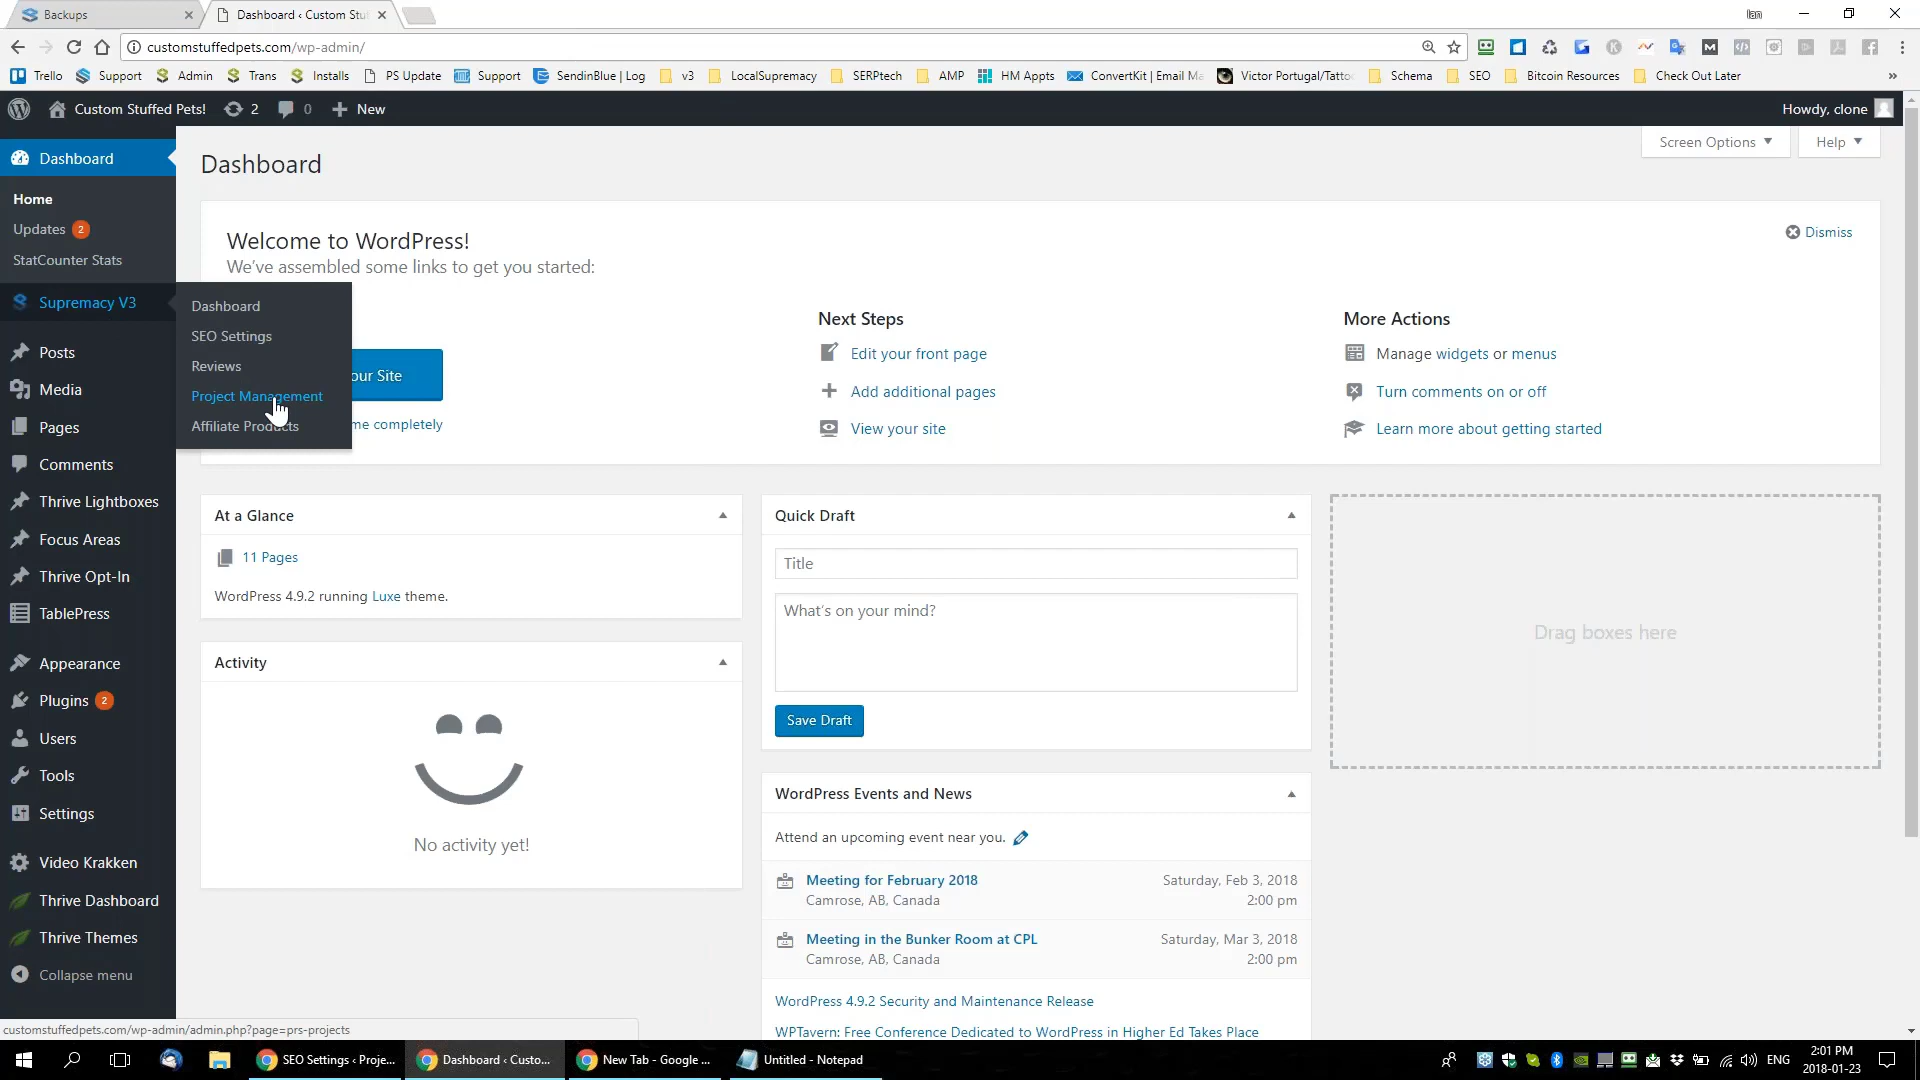 Backups
Dashboard ‹ Custom Stu
Ian
customstuffedpets.com/wp-admin/
Trello
Support
Admin
Trans
Installs
PS Update
Support
SendinBlue | Log
v3
LocalSupremacy
SERPtech
AMP
HM Appts
ConvertKit | Email Ma
Victor Portugal/Tatto
Schema
SEO
Bitcoin Resources
Check Out Later
»
Custom Stuffed Pets!
2
0
New
Howdy, clone
Dashboard
Home
Updates 2
StatCounter Stats
Supremacy V3
Posts
Media
Pages
Comments
Thrive Lightboxes
Focus Areas
Thrive Opt-In
TablePress
Appearance
Plugins 2
Users
Tools
Settings
Video Krakken
Thrive Dashboard
Thrive Themes
Collapse menu
Dashboard
SEO Settings
Reviews
Project Management
Affiliate Products
Dashboard
Screen Options
Help
Welcome to WordPress!
We've assembled some links to get you started:
Dismiss
our Site
me completely
Next Steps
Edit your front page
Add additional pages
View your site
More Actions
Manage widgets or menus
Turn comments on or off
Learn more about getting started
At a Glance
11 Pages
WordPress 4.9.2 running Luxe theme.
Activity
No activity yet!
Quick Draft
Title
What's on your mind?
Save Draft
WordPress Events and News
Attend an upcoming event near you.
Meeting for February 2018
Saturday, Feb 3, 2018
Camrose, AB, Canada
2:00 pm
Meeting in the Bunker Room at CPL
Saturday, Mar 3, 2018
Camrose, AB, Canada
2:00 pm
WordPress 4.9.2 Security and Maintenance Release
WPTavern: Free Conference Dedicated to WordPress in Higher Ed Takes Place
Drag boxes here
customstuffedpets.com/wp-admin/admin.php?page=prs-projects
SEO Settings ‹ Proje...
Dashboard ‹ Custo...
New Tab - Google ...
Untitled - Notepad
ENG
2:01 PM
2018-01-23